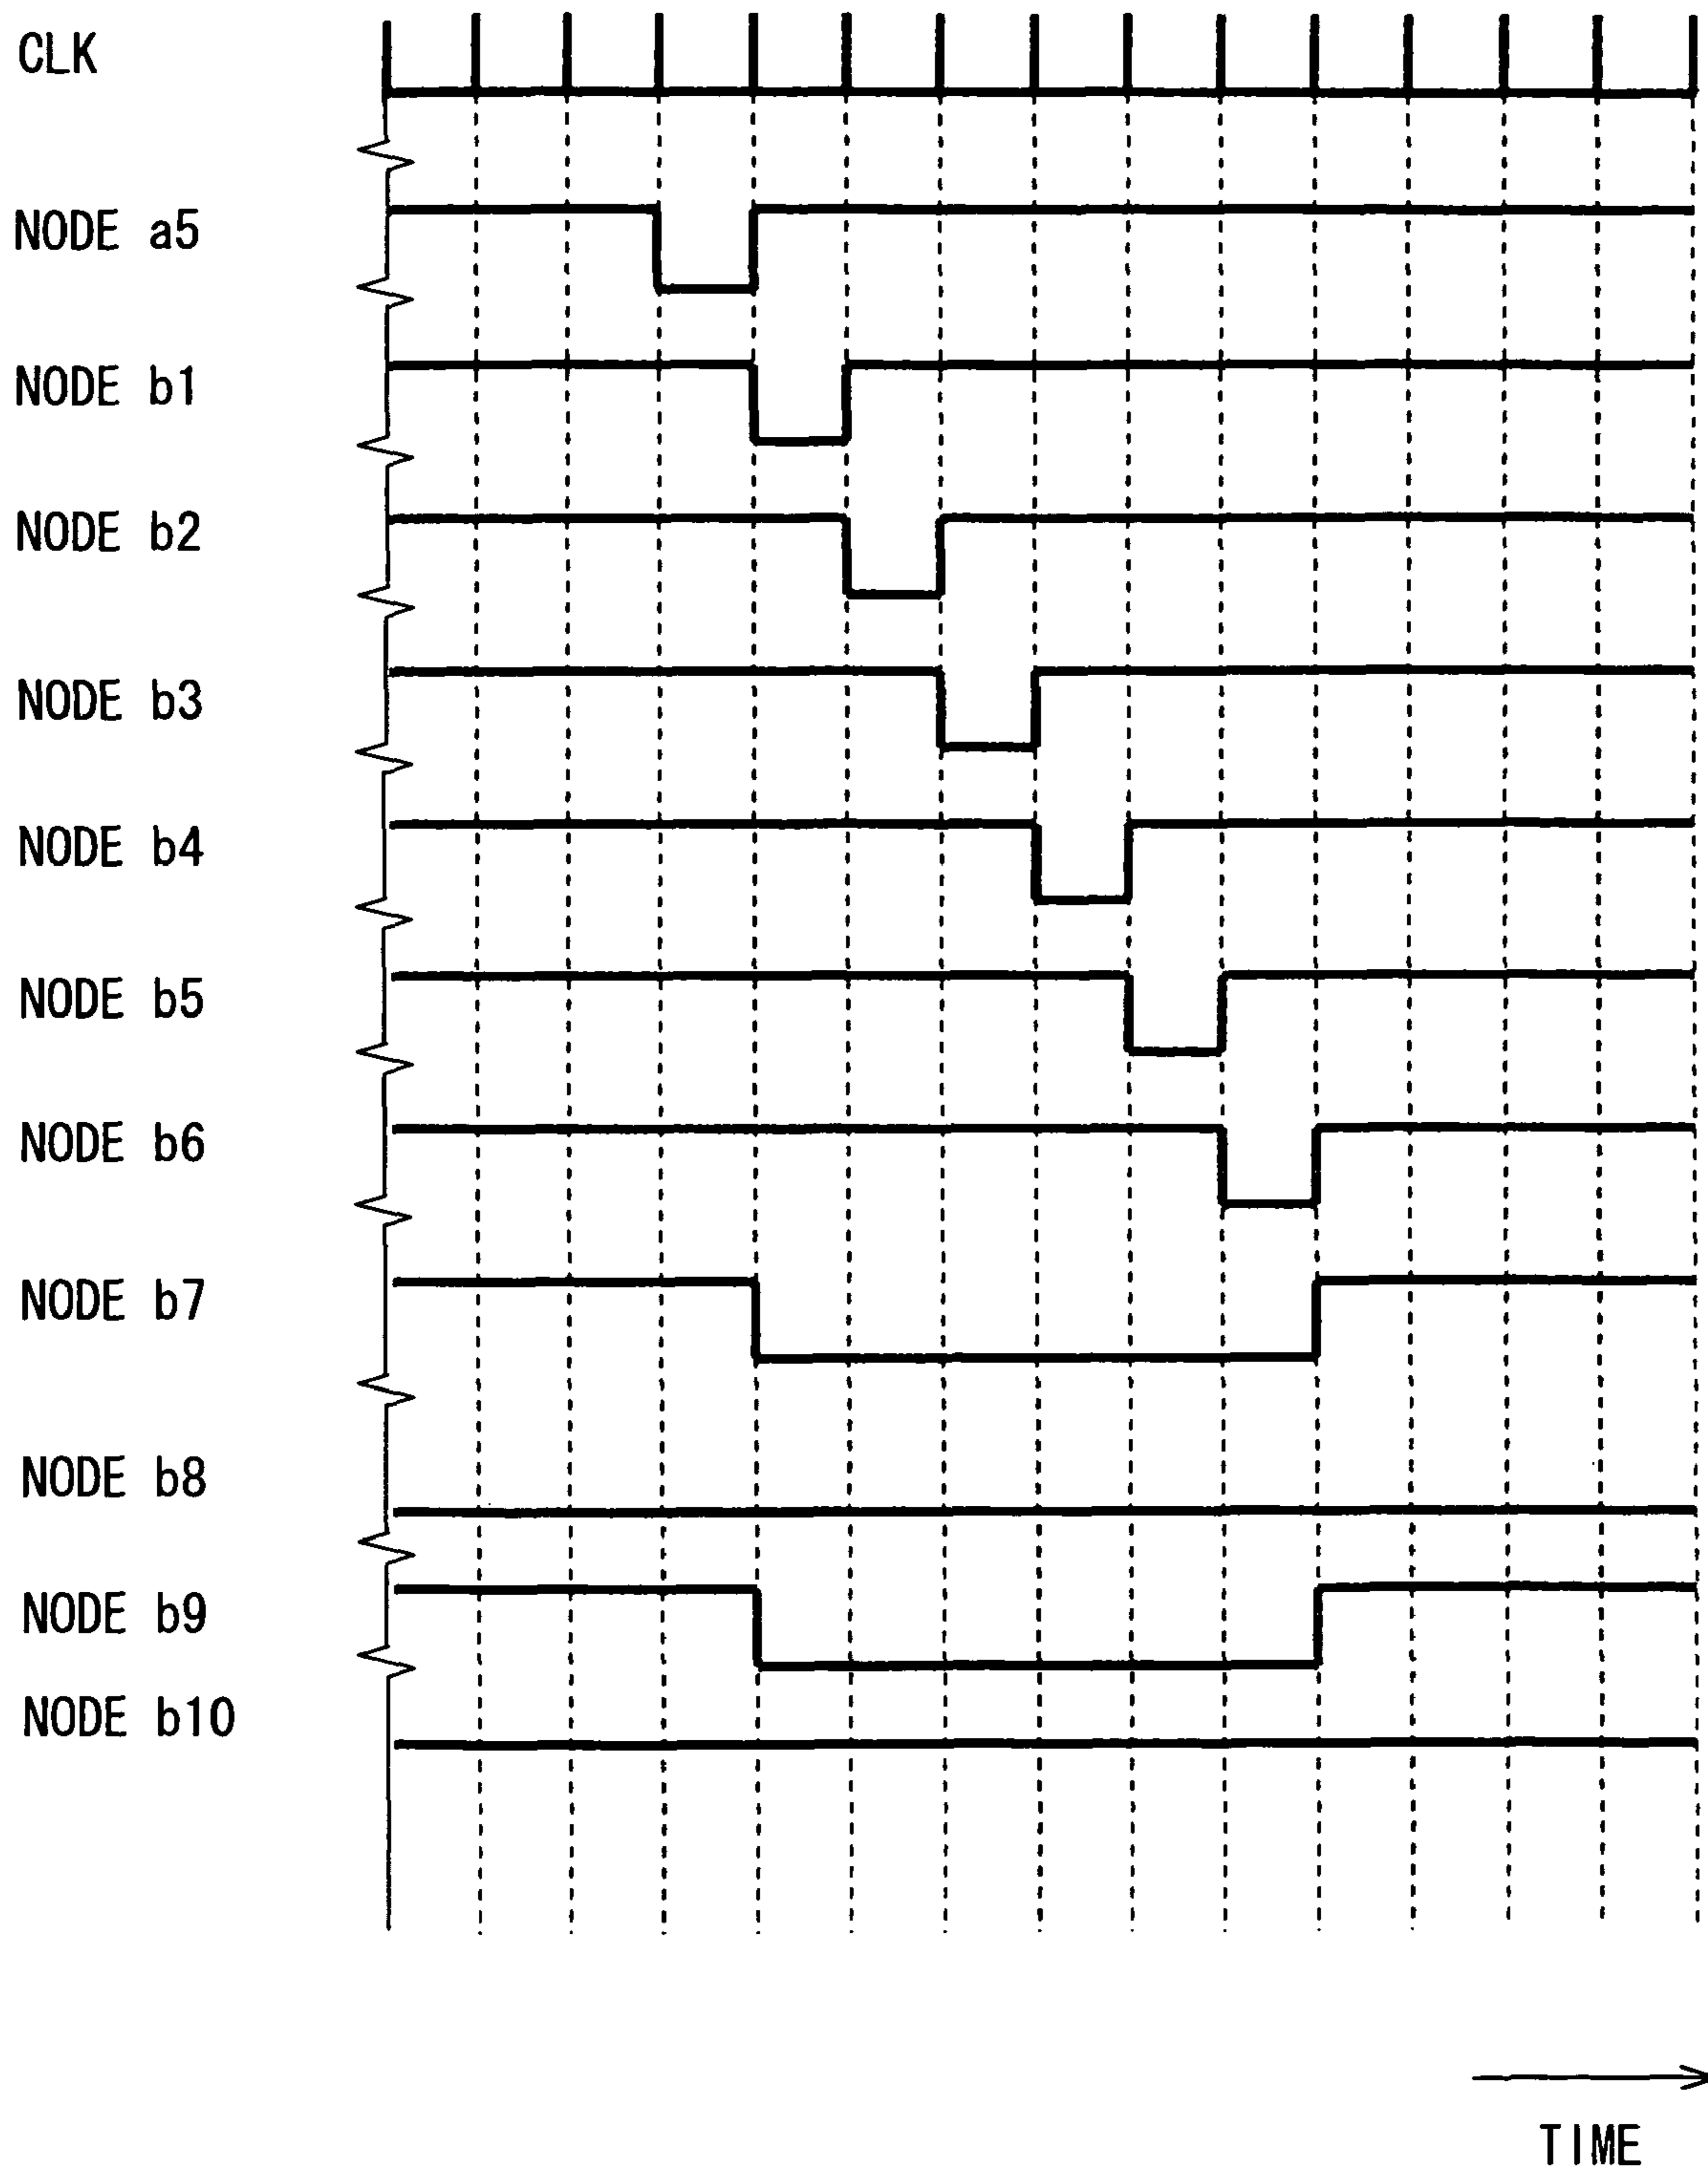 CLK
NODE a5
NODE b1
NODE b2
NODE b3
NODE b4
NODE b5
NODE b6
NODE b7
NODE b8
NODE b9
NODE b10
TIME